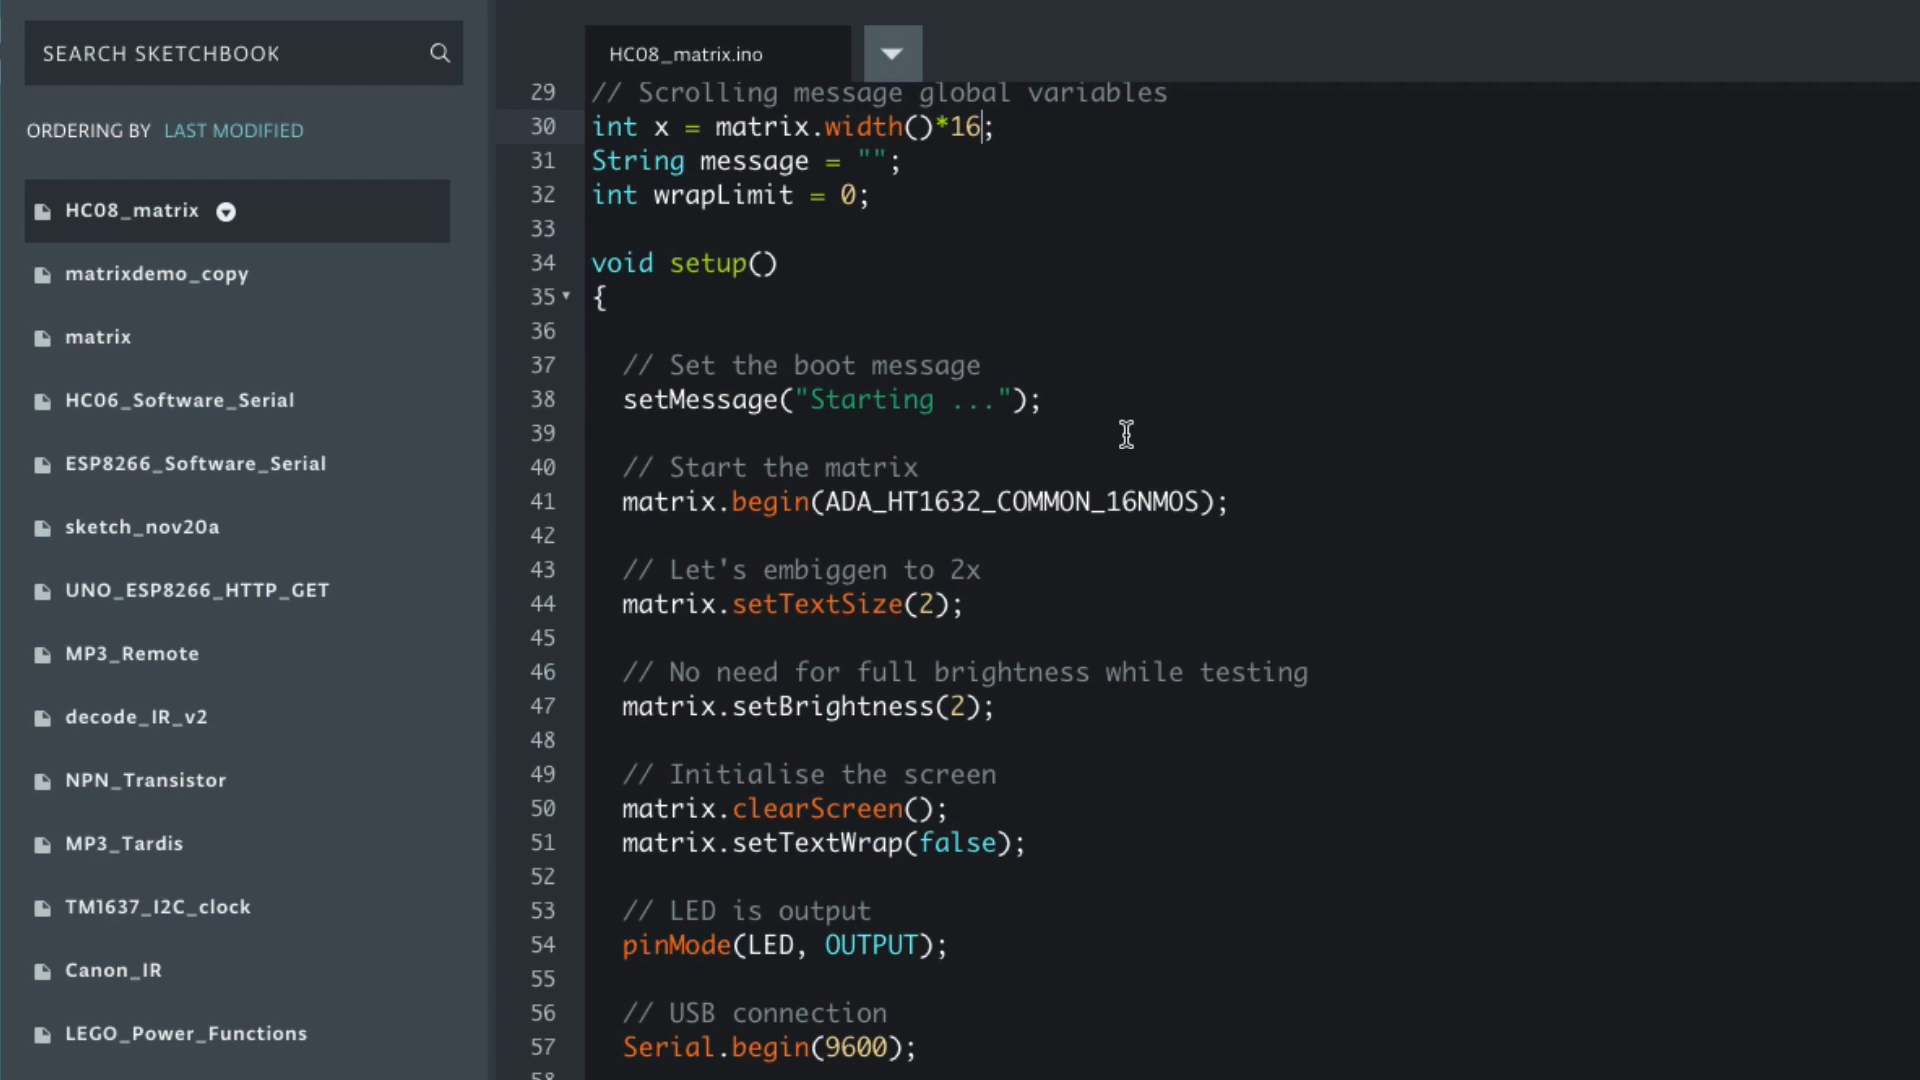 SEARCH SKETCHBOOK
ORDERING BY LAST MODIFIED
HC08_matrix
matrixdemo_copy
matrix
HC06_Software_Serial
ESP8266_Software_Serial
sketch_nov20a
UNO_ESP8266_HTTP_GET
MP3_Remote
decode_IR_v2
NPN_Transistor
MP3_Tardis
TM1637_I2C_clock
Canon_IR
LEGO_Power_Functions
HC08_matrix.ino
29 // Scrolling message global variables
30 int x = matrix.width()*16;
31 String message = "";
32 int wrapLimit = 0;
33
34 void setup()
35 {
36
37 // Set the boot message
38 setMessage("Starting ...");
39
40 // Start the matrix
41 matrix.begin(ADA_HT1632_COMMON_16NMOS);
42
43 // Let's embiggen to 2x
44 matrix.setTextSize(2);
45
46 // No need for full brightness while testing
47 matrix.setBrightness(2);
48
49 // Initialise the screen
50 matrix.clearScreen();
51 matrix.setTextWrap(false);
52
53 // LED is output
54 pinMode(LED, OUTPUT);
55
56 // USB connection
57 Serial.begin(9600);
58